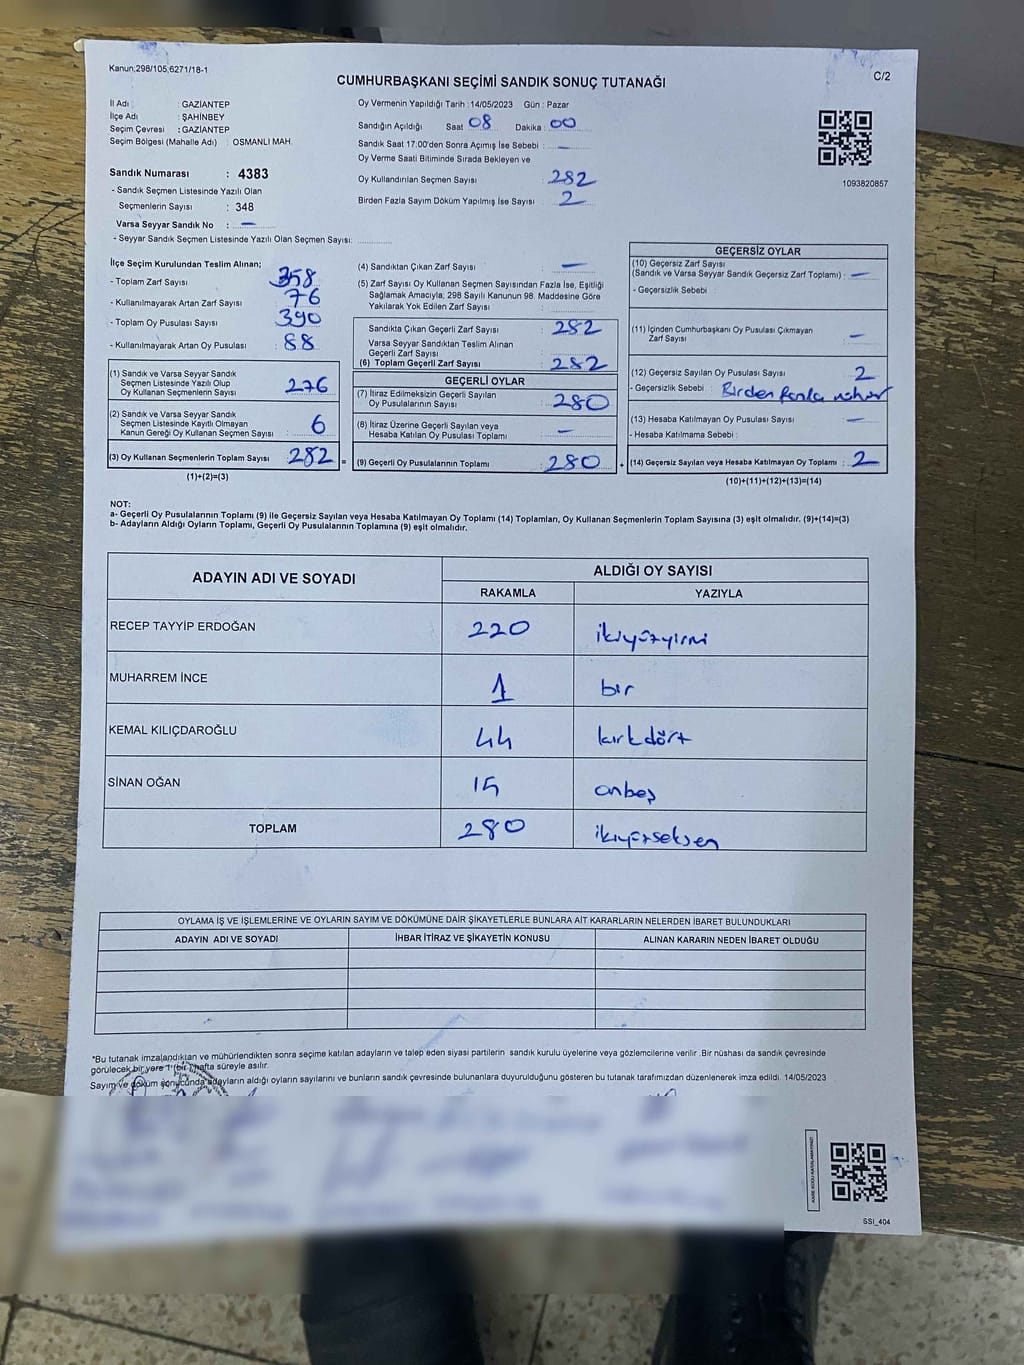 Kanun,298/105,6271/18-1
C/2
CUMHURBAŞKANI SEÇİMİ SANDIK SONUÇ TUTANAĞI
İl Adı : GAZİANTEP
İlçe Adı : ŞAHİNBEY
Seçim Çevresi : GAZİANTEP
Seçim Bölgesi (Mahalle Adı) : OSMANLI MAH.
Sandık Numarası : 4383
- Sandık Seçmen Listesinde Yazılı Olan
Seçmenlerin Sayısı : 348
Varsa Seyyar Sandık No : —
- Seyyar Sandık Seçmen Listesinde Yazılı Olan Seçmen Sayısı:
Oy Vermenin Yapıldığı Tarih :14/05/2023 Gün : Pazar
Sandığın Açıldığı Saat 08 Dakika : 00
Sandık Saat 17:00'den Sonra Açımış İse Sebebi : —
Oy Verme Saati Bitiminde Sırada Bekleyen ve
Oy Kullandırılan Seçmen Sayısı : 282
Birden Fazla Sayım Döküm Yapılmış İse Sayısı : 2
1093820857
İlçe Seçim Kurulundan Teslim Alınan;
- Toplam Zarf Sayısı : 358
- Kullanılmayarak Artan Zarf Sayısı : 76
- Toplam Oy Pusulası Sayısı : 390
- Kullanılmayarak Artan Oy Pusulası : 88
(1) Sandık ve Varsa Seyyar Sandık
Seçmen Listesinde Yazılı Olup
Oy Kullanan Seçmenlerin Sayısı : 276
(2) Sandık ve Varsa Seyyar Sandık
Seçmen Listesinde Kayıtlı Olmayan
Kanun Gereği Oy Kullanan Seçmen Sayısı : 6
(3) Oy Kullanan Seçmenlerin Toplam Sayısı : 282 =
(1)+(2)=(3)
(4) Sandıktan Çıkan Zarf Sayısı : —
(5) Zarf Sayısı Oy Kullanan Seçmen Sayısından Fazla İse, Eşitliği
Sağlamak Amacıyla; 298 Sayılı Kanunun 98. Maddesine Göre
Yakılarak Yok Edilen Zarf Sayısı :
Sandıkta Çıkan Geçerli Zarf Sayısı : 282
Varsa Seyyar Sandıktan Teslim Alınan
Geçerli Zarf Sayısı
(6) Toplam Geçerli Zarf Sayısı : 282
GEÇERLİ OYLAR
(7) İtiraz Edilmeksizin Geçerli Sayılan
Oy Pusulalarının Sayısı : 280
(8) İtiraz Üzerine Geçerli Sayılan ve
Hesaba Katılan Oy Pusulası Toplamı : —
(9) Geçerli Oy Pusulalarının Toplamı : 280 +
GEÇERSİZ OYLAR
(10) Geçersiz Zarf Sayısı
(Sandık ve Varsa Seyyar Sandık Geçersiz Zarf Toplamı) : —
- Geçersizlik Sebebi :
(11) İçinden Cumhurbaşkanı Oy Pusulası Çıkmayan
Zarf Sayısı : —
(12) Geçersiz Sayılan Oy Pusulası Sayısı : 2
- Geçersizlik Sebebi : Birden fazla mühür
(13) Hesaba Katılmayan Oy Pusulası Sayısı : —
- Hesaba Katılmama Sebebi :
(14) Geçersiz Sayılan veya Hesaba Katılmayan Oy Toplamı : 2
(10)+(11)+(12)+(13)=(14)
NOT:
a- Geçerli Oy Pusulalarının Toplamı (9) ile Geçersiz Sayılan veya Hesaba Katılmayan Oy Toplamı (14) Toplamları, Oy Kullanan Seçmenlerin Toplam Sayısına (3) eşit olmalıdır. (9)+(14)=(3)
b- Adayların Aldığı Oyların Toplamı, Geçerli Oy Pusulalarının Toplamına (9) eşit olmalıdır.
ADAYIN ADI VE SOYADI
ALDIĞI OY SAYISI
RAKAMLA YAZIYLA
RECEP TAYYİP ERDOĞAN 220 ikiyüzyirmi
MUHARREM İNCE 1 bir
KEMAL KILIÇDAROĞLU 44 kırkdört
SİNAN OĞAN 15 onbeş
TOPLAM 280 ikiyüzseksen
OYLAMA İŞ VE İŞLEMLERİNE VE OYLARIN SAYIM VE DÖKÜMÜNE DAİR ŞİKAYETLERLE BUNLARA AİT KARARLARIN NELERDEN İBARET BULUNDUKLARI
ADAYIN ADI VE SOYADI İHBAR İTİRAZ VE ŞİKAYETİN KONUSU ALINAN KARARIN NEDEN İBARET OLDUĞU
*Bu tutanak imzalandıktan ve mühürlendikten sonra seçime katılan adayların ve talep eden siyasi partilerin sandık kurulu üyelerine veya gözlemcilerine verilir .Bir nüshası da sandık çevresinde
görülecek bir yere 1 (bir) hafta süreyle asılır.
Sayım ve döküm sonucunda adayların aldığı oyların sayılarını ve bunların sandık çevresinde bulunanlara duyurulduğunu gösteren bu tutanak tarafımızdan düzenlenerek imza edildi. 14/05/2023
SSİ_404